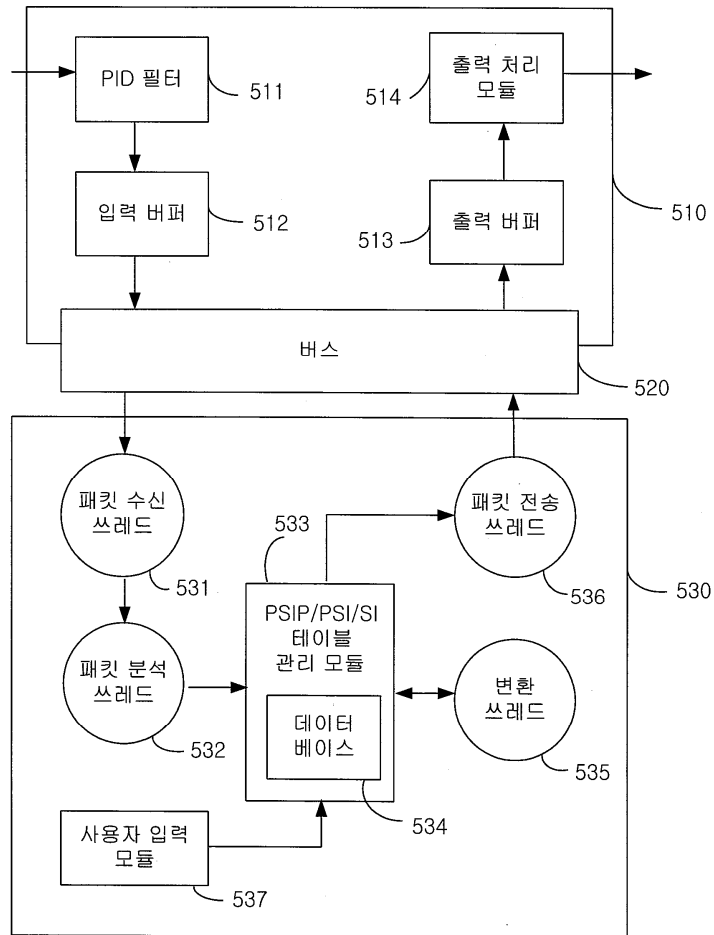 PID 필터
511
출력 처리
모듈
514
입력 버퍼
512
출력 버퍼
513
510
버스
520
패킷 수신
쓰레드
531
패킷 전송
쓰레드
536
533
530
PSIP/PSI/SI
테이블
관리 모듈
패킷 분석
쓰레드
532
변환
쓰레드
535
데이터
베이스
534
사용자 입력
모듈
537